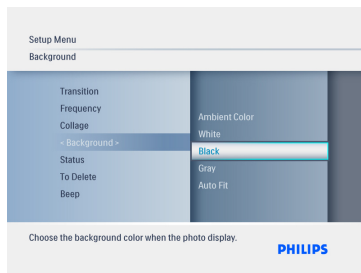 Setup Menu
Background
Transition
Frequency
Collage
< Background >
Status
To Delete
Beep
Ambient Color
White
Black
Gray
Auto Fit
Choose the background color when the photo display.
PHILIPS